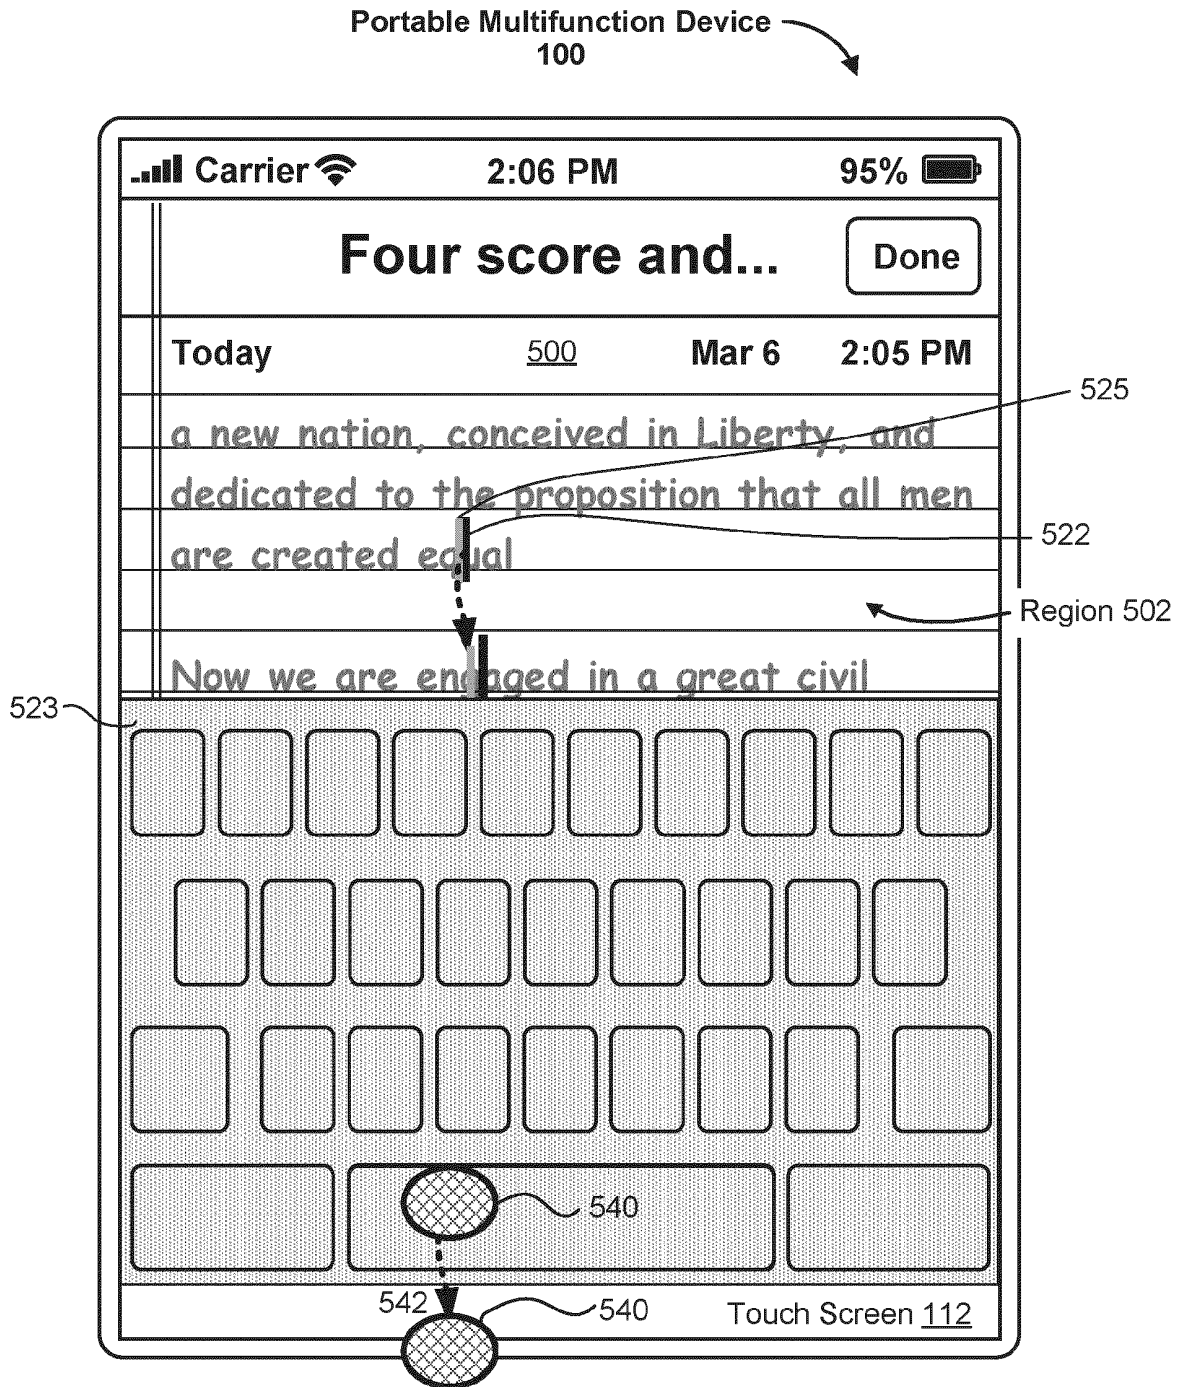 Portable Multifunction Device
100
Carrier 2:06 PM 95%
Four score and... Done
Today 500 Mar 6 2:05 PM
525
a new nation, conceived in Liberty, and
dedicated to the proposition that all men
522
are created equal
Region 502
Now we are engaged in a great civil
523
540
542 540 Touch Screen 112